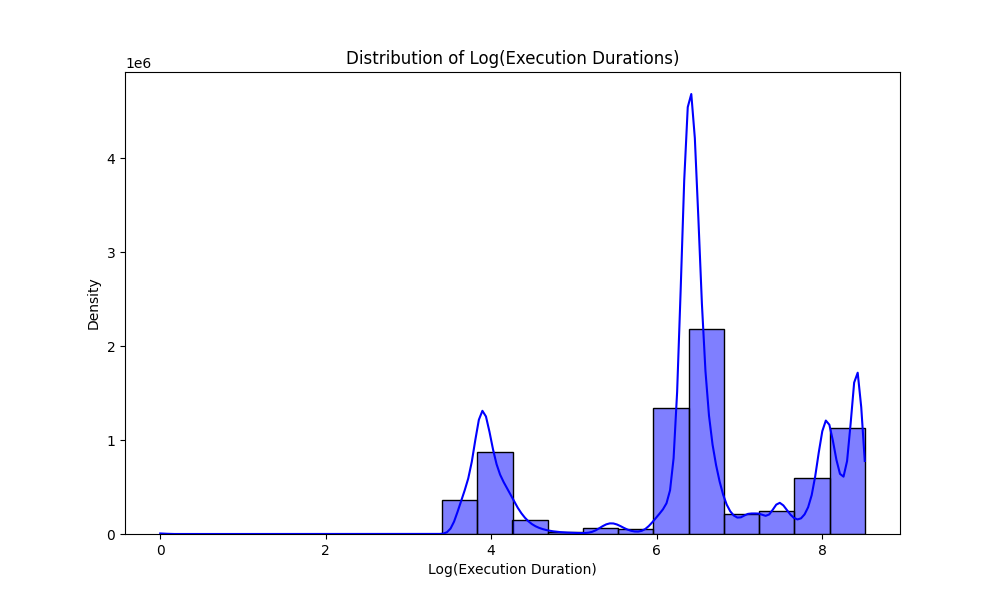 Distribution of Log(Execution Durations)
1e6
4
3
2
1
0
Density
0 2 4 6 8
Log(Execution Duration)